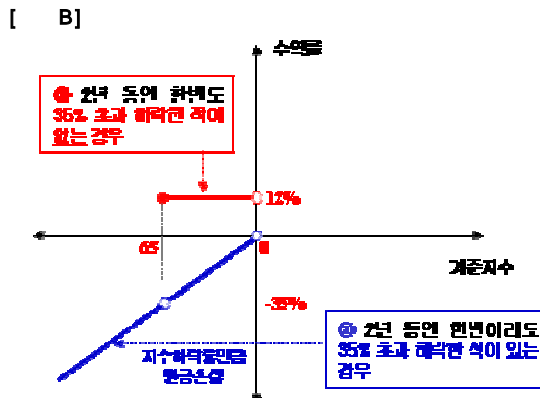 [ B]
수익률
❶ 2년 동안 한번도
35% 초과 하락한 적이
없는 경우
12%
65
기준지수
-35%
❷ 2년 동안 한번이라도
35% 초과 하락한 적이 있는
경우
지수하락률만큼
원금손실